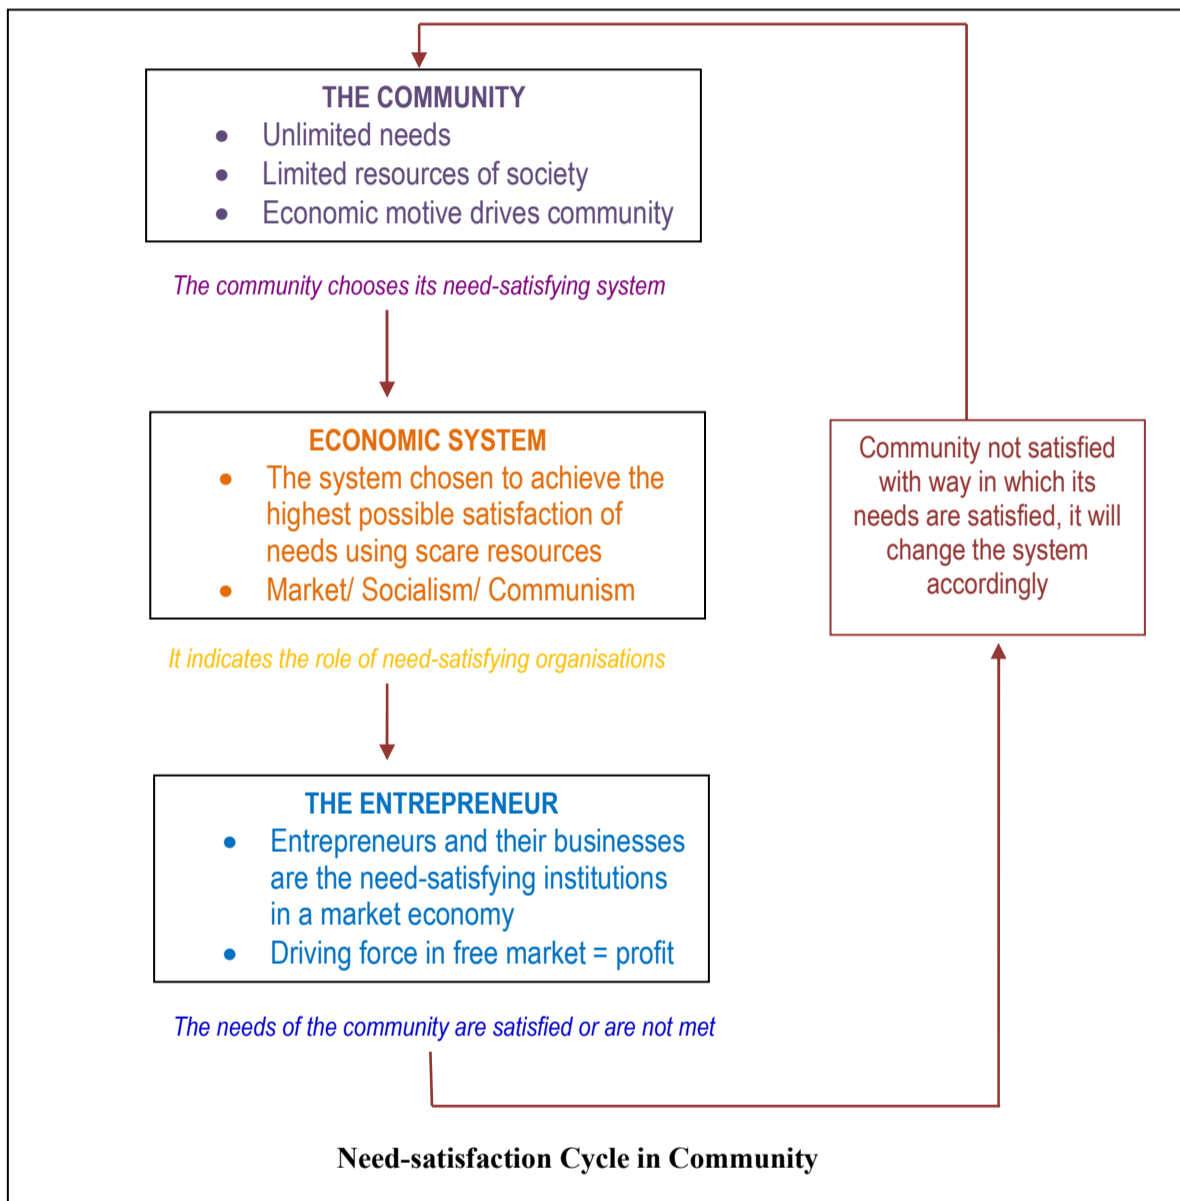 THE COMMUNITY
● Unlimited needs
● Limited resources of society
● Economic motive drives community
The community chooses its need-satisfying system
ECONOMIC SYSTEM
● The system chosen to achieve the
highest possible satisfaction of
needs using scare resources
● Market/ Socialism/ Communism
It indicates the role of need-satisfying organisations
THE ENTREPRENEUR
● Entrepreneurs and their businesses
are the need-satisfying institutions
in a market economy
● Driving force in free market = profit
The needs of the community are satisfied or are not met
Community not satisfied
with way in which its
needs are satisfied, it will
change the system
accordingly
Need-satisfaction Cycle in Community